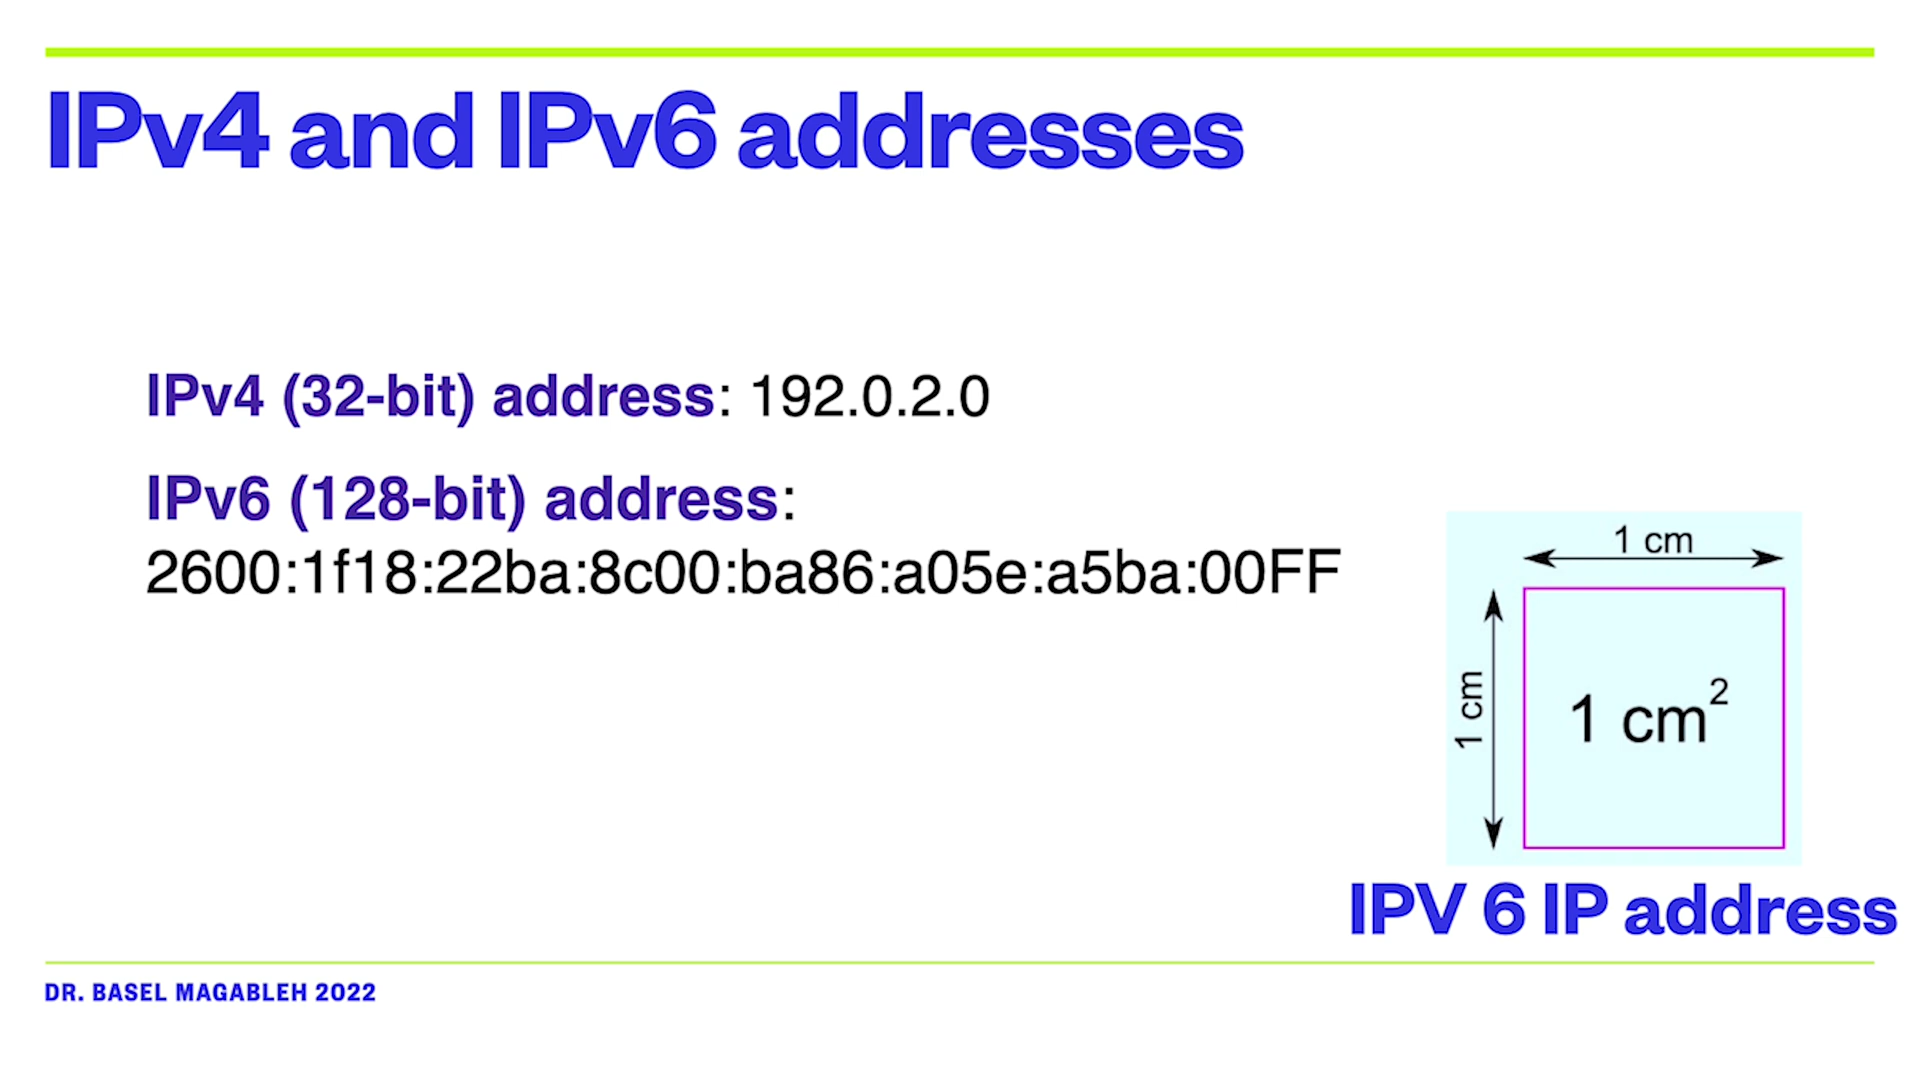 IPv4 and IPv6 addresses
IPv4 (32-bit) address: 192.0.2.0
IPv6 (128-bit) address:
2600:1f18:22ba:8c00:ba86:a05e:a5ba:00FF
1 cm
1 cm
1 cm²
IPV 6 IP address
DR. BASEL MAGABLEH 2022